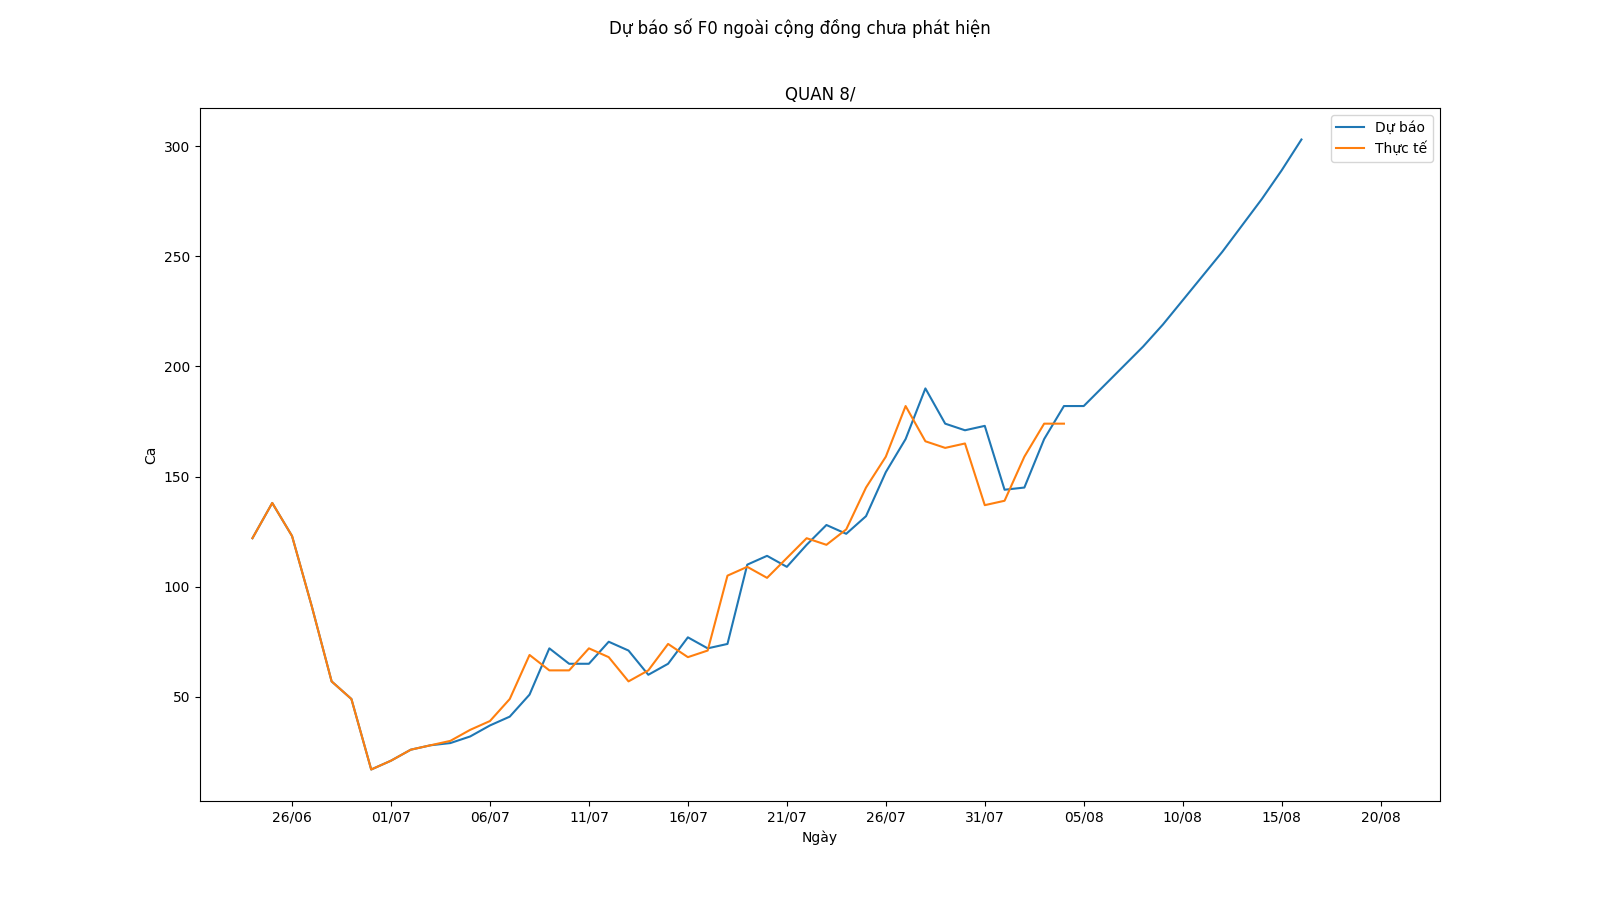 Dự báo số F0 ngoài cộng đồng chưa phát hiện
QUAN 8/
Dự báo
Thực tế
300
250
200
150
100
50
Ca
26/06 01/07 06/07 11/07 16/07 21/07 26/07 31/07 05/08 10/08 15/08 20/08
Ngày